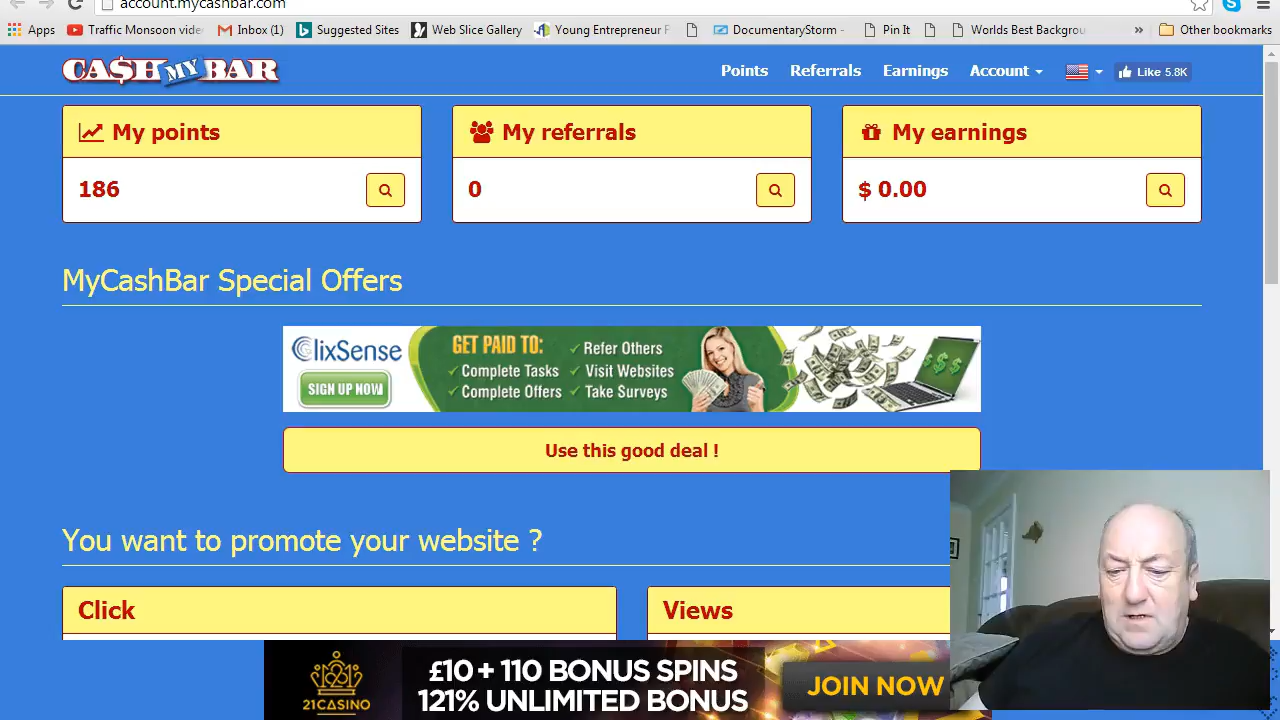 account.mycashbar.com
Apps Traffic Monsoon vide Inbox (1) Suggested Sites Web Slice Gallery Young Entrepreneur F DocumentaryStorm - Pin It Worlds Best Backgrou » Other bookmarks
CA$H MY BAR Points Referrals Earnings Account Like 5.8K
My points My referrals My earnings
186 0 $ 0.00
MyCashBar Special Offers
ClixSense GET PAID TO: ✓ Refer Others
✓ Complete Tasks ✓ Visit Websites
SIGN UP NOW ✓ Complete Offers ✓ Take Surveys
$$$
Use this good deal !
You want to promote your website ?
Click Views
£10 + 110 BONUS SPINS
121% UNLIMITED BONUS
21CASINO
JOIN NOW